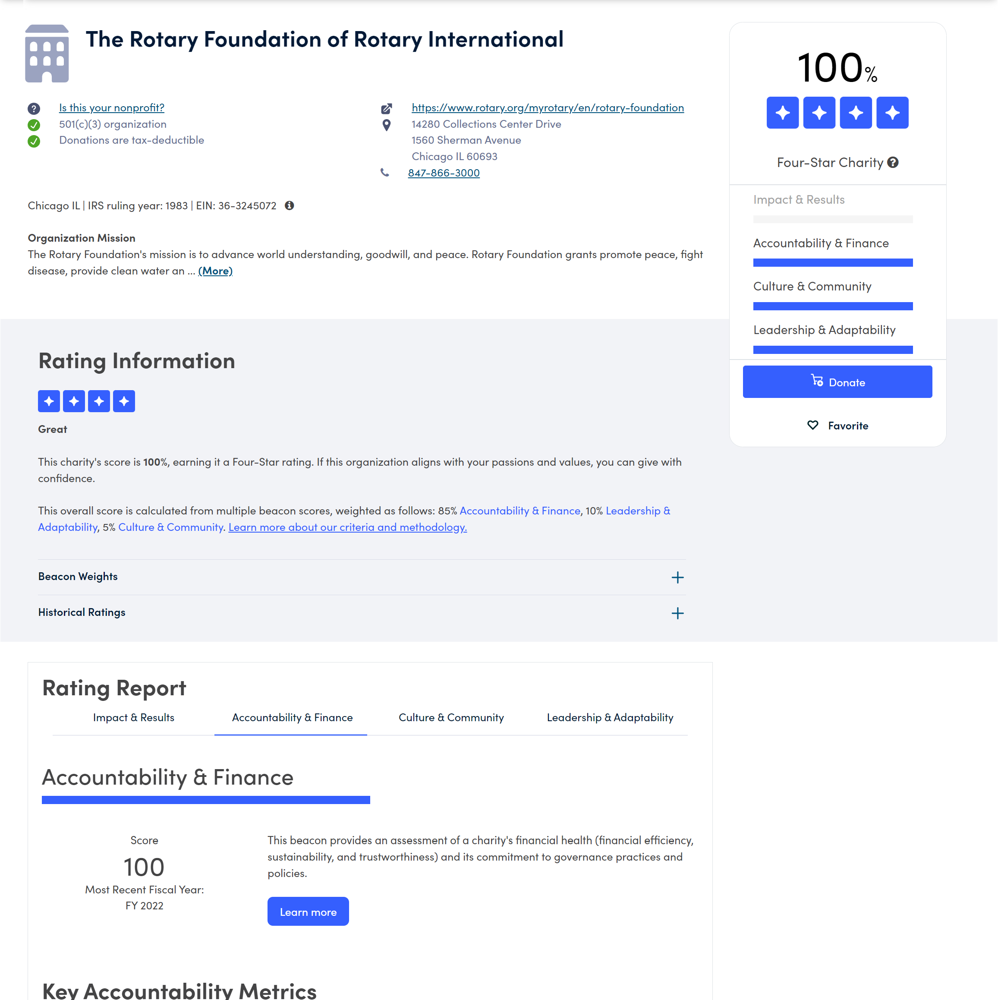 The Rotary Foundation of Rotary International
Is this your nonprofit?
501(c)(3) organization
Donations are tax-deductible
https://www.rotary.org/myrotary/en/rotary-foundation
14280 Collections Center Drive
1560 Sherman Avenue
Chicago IL 60693
847-866-3000
Chicago IL | IRS ruling year: 1983 | EIN: 36-3245072
Organization Mission
The Rotary Foundation's mission is to advance world understanding, goodwill, and peace. Rotary Foundation grants promote peace, fight
disease, provide clean water an ... (More)
100%
Four-Star Charity
Impact & Results
Accountability & Finance
Culture & Community
Leadership & Adaptability
Donate
Favorite
Rating Information
Great
This charity's score is 100%, earning it a Four-Star rating. If this organization aligns with your passions and values, you can give with
confidence.
This overall score is calculated from multiple beacon scores, weighted as follows: 85% Accountability & Finance, 10% Leadership &
Adaptability, 5% Culture & Community. Learn more about our criteria and methodology.
Beacon Weights
Historical Ratings
Rating Report
Impact & Results Accountability & Finance Culture & Community Leadership & Adaptability
Accountability & Finance
Score
100
Most Recent Fiscal Year:
FY 2022
This beacon provides an assessment of a charity's financial health (financial efficiency,
sustainability, and trustworthiness) and its commitment to governance practices and
policies.
Learn more
Key Accountability Metrics